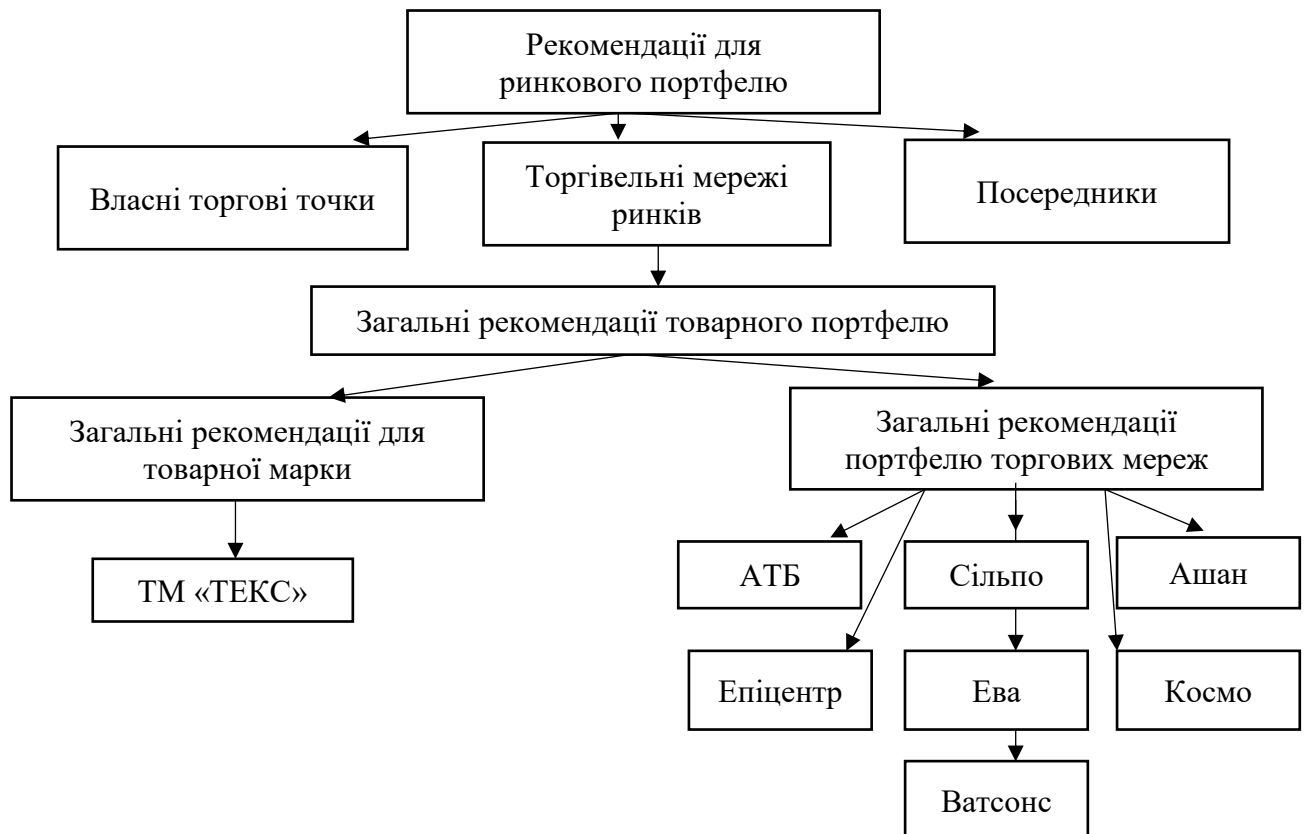 Рекомендації для
ринкового портфелю
Власні торгові точки
Торгівельні мережі
ринків
Посередники
Загальні рекомендації товарного портфелю
Загальні рекомендації для
товарної марки
Загальні рекомендації
портфелю торгових мереж
ТМ «ТЕКС»
АТБ
Сільпо
Ашан
Епіцентр
Ева
Космо
Ватсонс